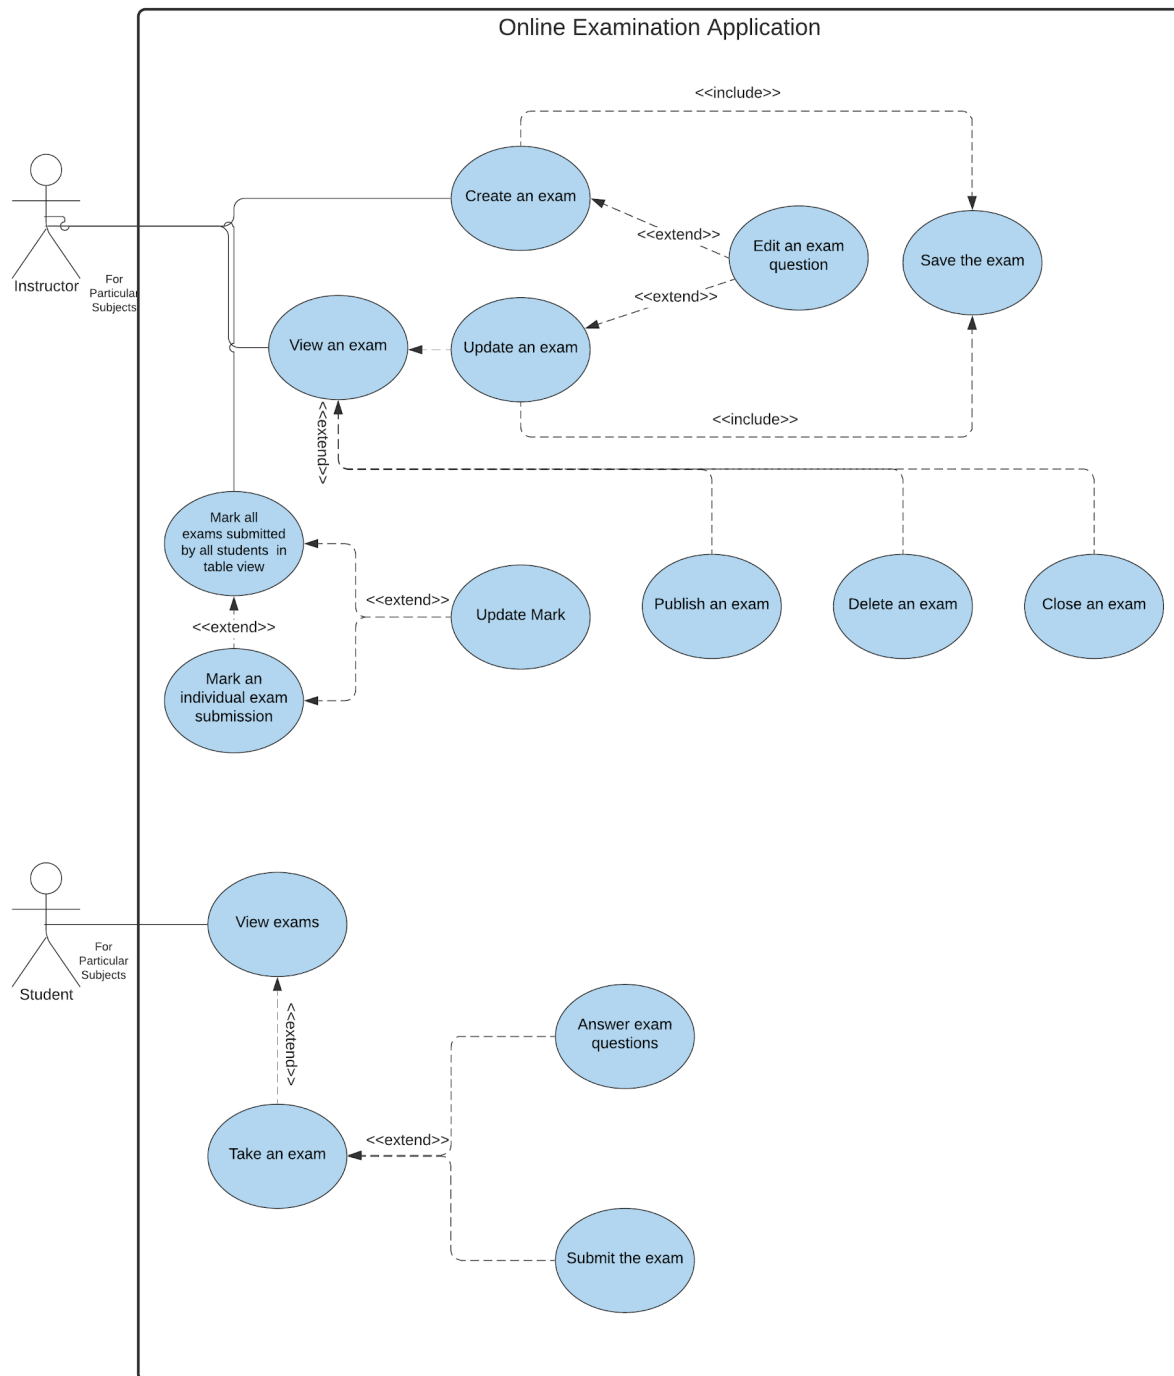 Online Examination Application
<<include>>
Create an exam
<<extend>>
Edit an exam
question
Save the exam
Instructor
For
Particular
Subjects
<<extend>>
View an exam
Update an exam
<<extend>>
<<include>>
Mark all
exams submitted
by all students in
table view
<<extend>>
Update Mark
Publish an exam
Delete an exam
Close an exam
<<extend>>
Mark an
individual exam
submission
View exams
For
Particular
Subjects
Student
<<extend>>
Answer exam
questions
<<extend>>
Take an exam
Submit the exam